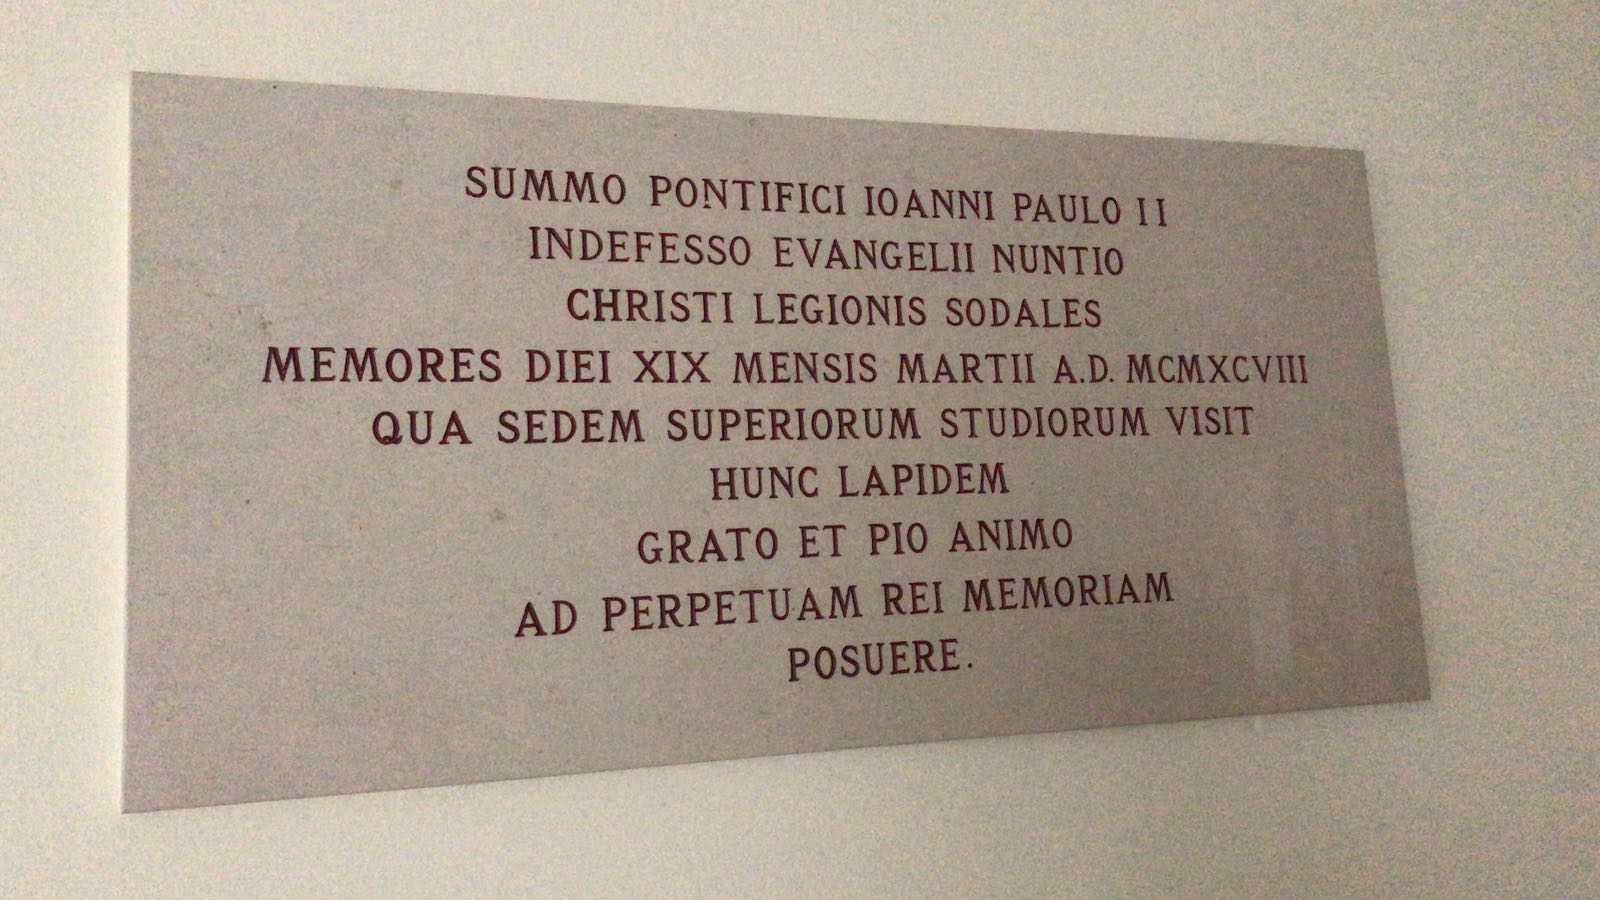 SUMMO PONTIFICI IOANNI PAULO II
INDEFESSO EVANGELII NUNTIO
CHRISTI LEGIONIS SODALES
MEMORES DIEI XIX MENSIS MARTII A.D. MCMXCVIII
QUA SEDEM SUPERIORUM STUDIORUM VISIT
HUNC LAPIDEM
GRATO ET PIO ANIMO
AD PERPETUAM REI MEMORIAM
POSUERE.